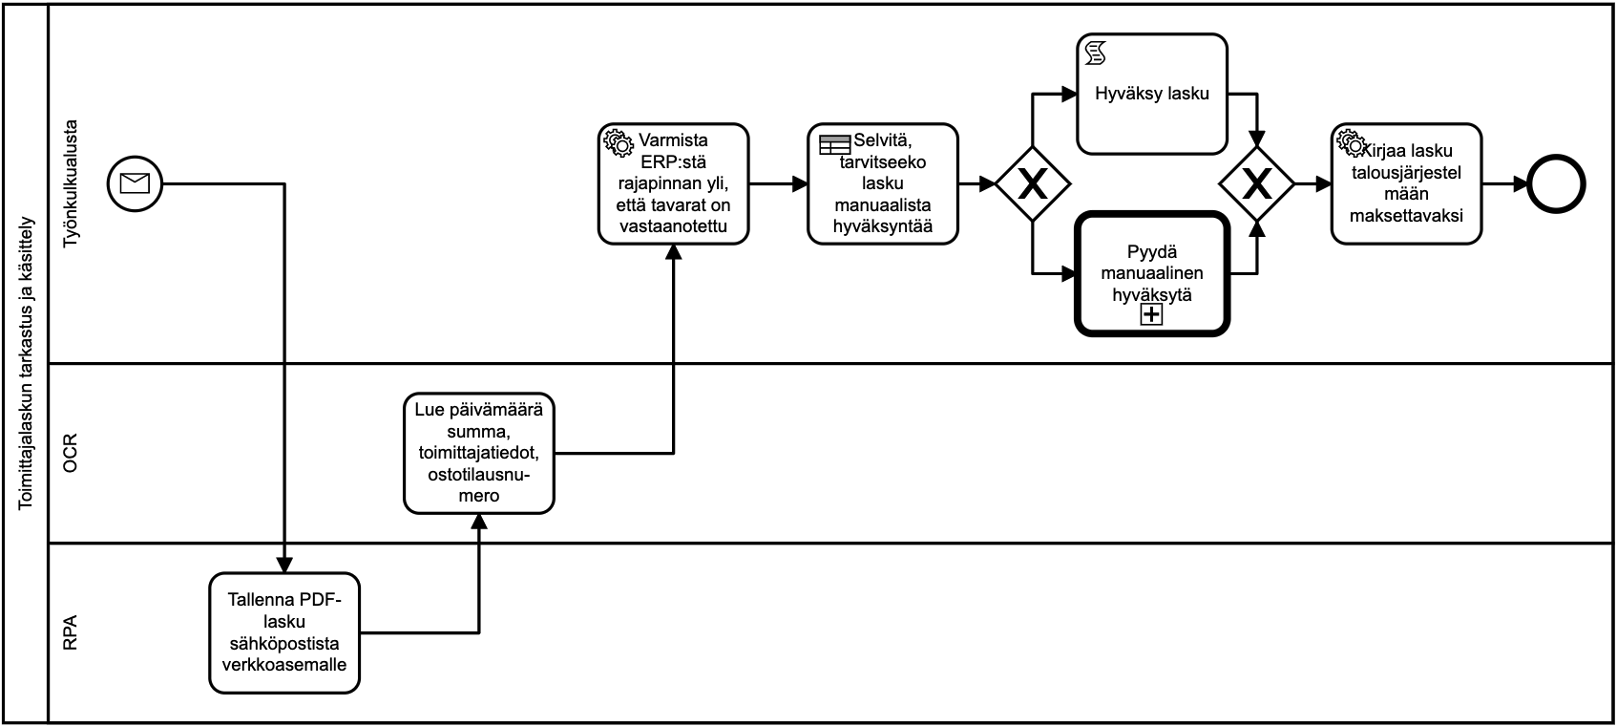 Toimittajalaskun tarkastus ja käsittely
Työnkulkualusta
Varmista
ERP:stä
rajapinnan yli,
että tavarat on
vastaanotettu
Selvitä,
tarvitseeko
lasku
manuaalista
hyväksyntää
Hyväksy lasku
Pyydä
manuaalinen
hyväksytä
Kirjaa lasku
talousjärjestel
mään
maksettavaksi
OCR
Lue päivämäärä
summa,
toimittajatiedot,
ostotilausnu-
mero
RPA
Tallenna PDF-
lasku
sähköpostista
verkkoasemalle